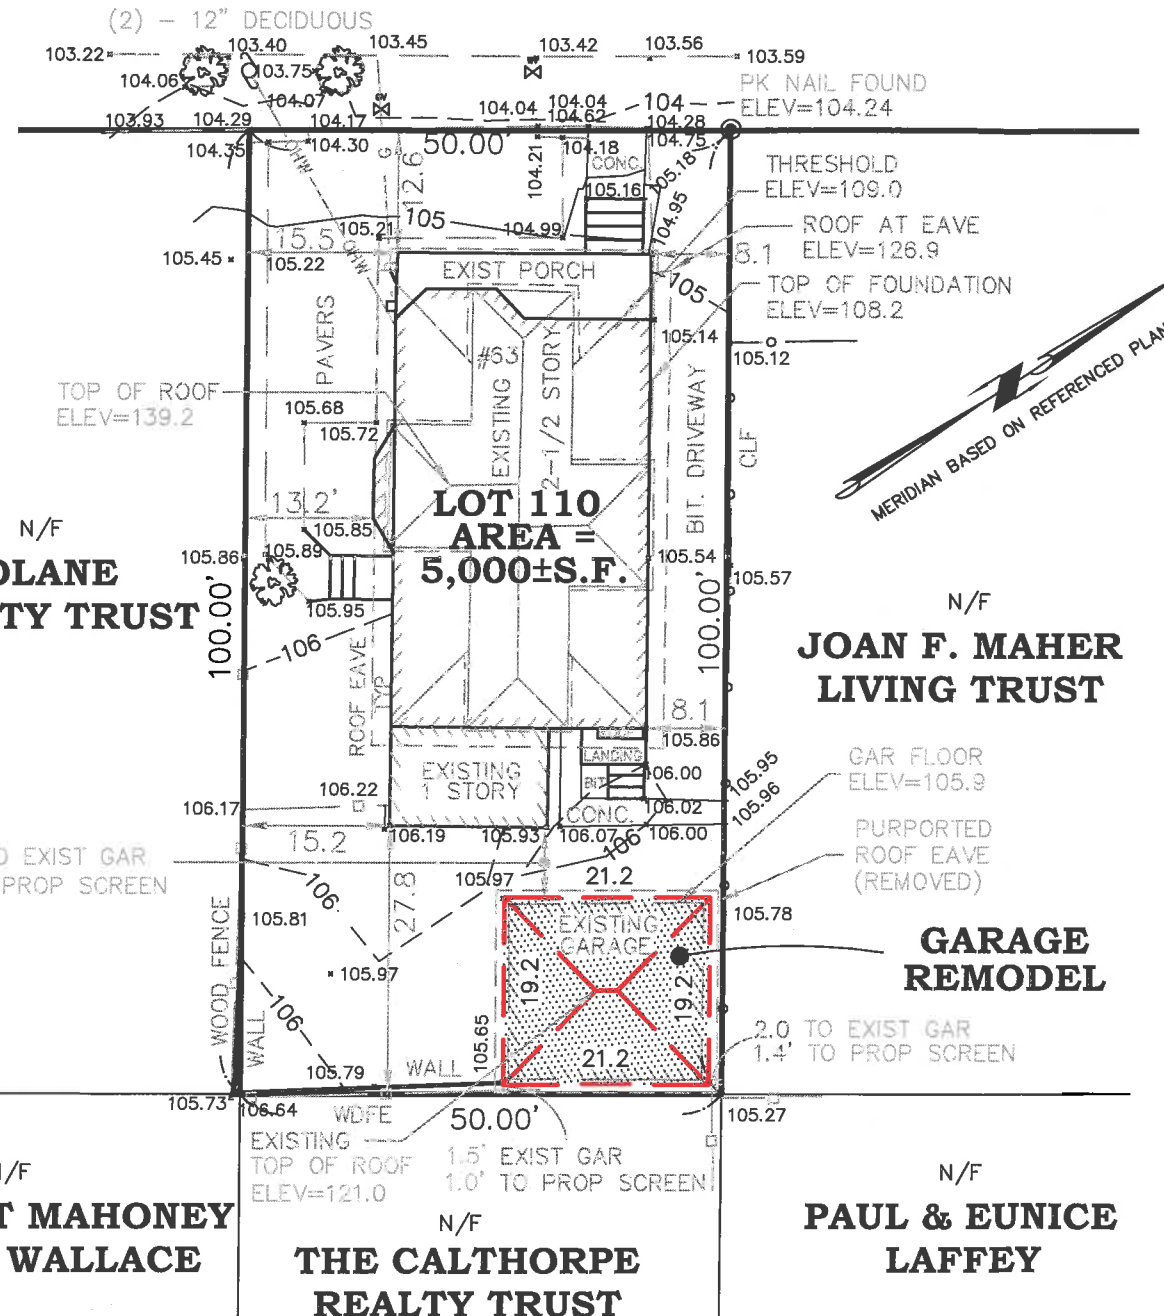 (2) - 12" DECIDUOUS
103.22
103.40
103.45
103.42
103.56
103.59
104.06
103.75
104.07
PK NAIL FOUND
ELEV=104.24
103.93
104.29
104.17
104.04
104.04
104.62
104
104.28
104.35
104.30
50.00'
104.75
104.18
104.21
CONC.
105.18
OHW
G
12.6
THRESHOLD
ELEV=109.0
105.16
104.95
105
105.21
104.99
ROOF AT EAVE
ELEV=126.9
15.5
OHW
105.45
105.22
EXIST PORCH
8.1
105
TOP OF FOUNDATION
ELEV=108.2
PAVERS
105.14
105.12
#63
EXISTING
2-1/2 STORY
BIT. DRIVEWAY
CLF
MERIDIAN BASED ON REFERENCED PLAN
TOP OF ROOF
ELEV=139.2
105.68
105.72
13.2'
LOT 110
AREA =
5,000±S.F.
105.85
105.86
105.89
105.95
105.54
105.57
N/F
OLANE
TY TRUST
100.00'
100.00'
N/F
JOAN F. MAHER
LIVING TRUST
106
ROOF EAVE
TYP
8.1
105.86
LANDING
BIT
106.00
105.95
105.96
GAR FLOOR
ELEV=105.9
EXISTING
1 STORY
106.22
106.17
CONC.
106.02
106.19
105.93
106.07
106.00
15.2
106
PURPORTED
ROOF EAVE
(REMOVED)
O EXIST GAR
PROP SCREEN
106
27.8
105.97
21.2
105.78
105.81
WOOD FENCE
EXISTING
GARAGE
GARAGE
REMODEL
105.97
19.2
19.2
106
WALL
105.65
21.2
2.0 TO EXIST GAR
1.4' TO PROP SCREEN
105.79
WALL
105.73
106.64
WDFE
50.00'
105.27
EXISTING
TOP OF ROOF
ELEV=121.0
1.5' EXIST GAR
1.0' TO PROP SCREEN
/F
T MAHONEY
WALLACE
N/F
THE CALTHORPE
REALTY TRUST
N/F
PAUL & EUNICE
LAFFEY